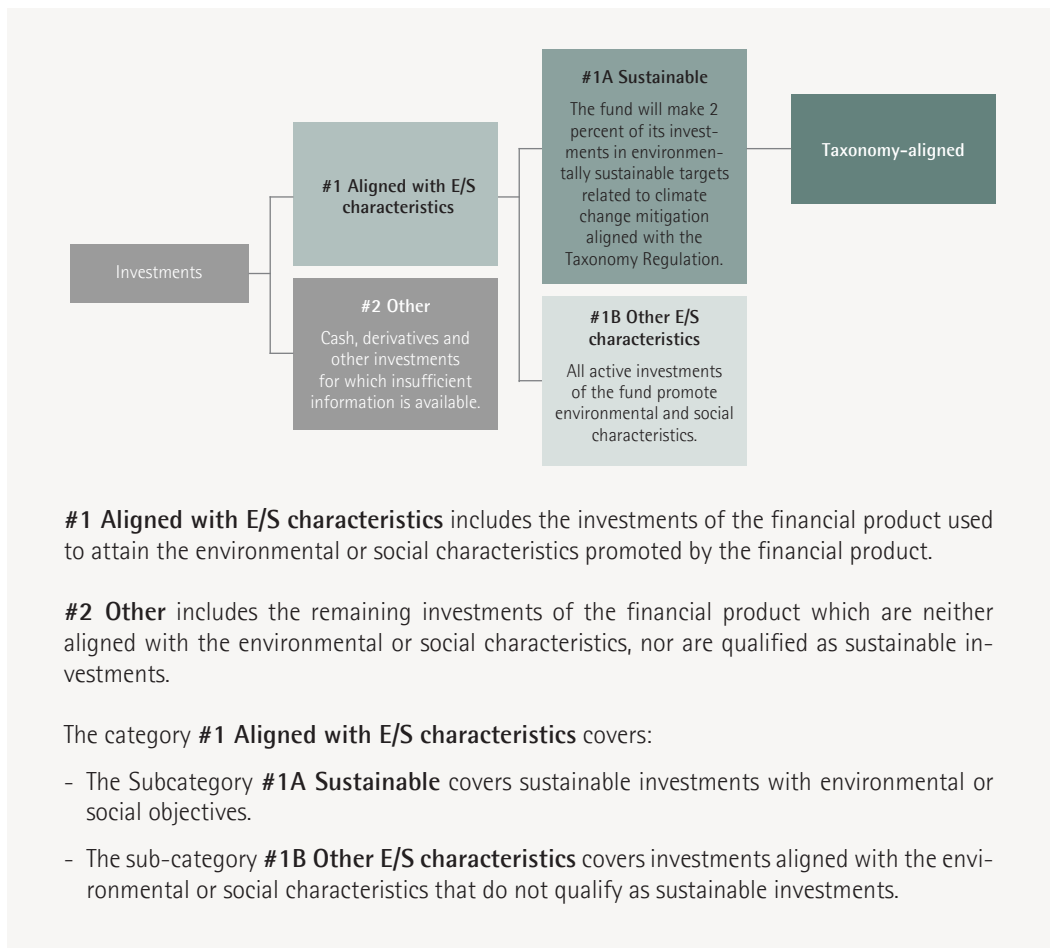 Investments
#1 Aligned with E/S
characteristics
#2 Other
Cash, derivatives and
other investments
for which insufficient
information is available.
#1A Sustainable
The fund will make 2
percent of its invest-
ments in environmen-
tally sustainable targets
related to climate
change mitigation
aligned with the
Taxonomy Regulation.
#1B Other E/S
characteristics
All active investments
of the fund promote
environmental and social
characteristics.
Taxonomy-aligned
#1 Aligned with E/S characteristics includes the investments of the financial product used
to attain the environmental or social characteristics promoted by the financial product.
#2 Other includes the remaining investments of the financial product which are neither
aligned with the environmental or social characteristics, nor are qualified as sustainable in-
vestments.
The category #1 Aligned with E/S characteristics covers:
- The Subcategory #1A Sustainable covers sustainable investments with environmental or
social objectives.
- The sub-category #1B Other E/S characteristics covers investments aligned with the envi-
ronmental or social characteristics that do not qualify as sustainable investments.